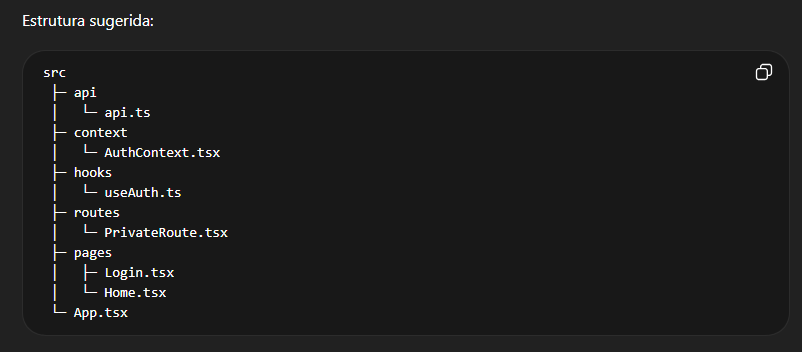 Estrutura sugerida:
src
├─ api
│   └─ api.ts
├─ context
│   └─ AuthContext.tsx
├─ hooks
│   └─ useAuth.ts
├─ routes
│   └─ PrivateRoute.tsx
├─ pages
│   ├─ Login.tsx
│   └─ Home.tsx
└─ App.tsx